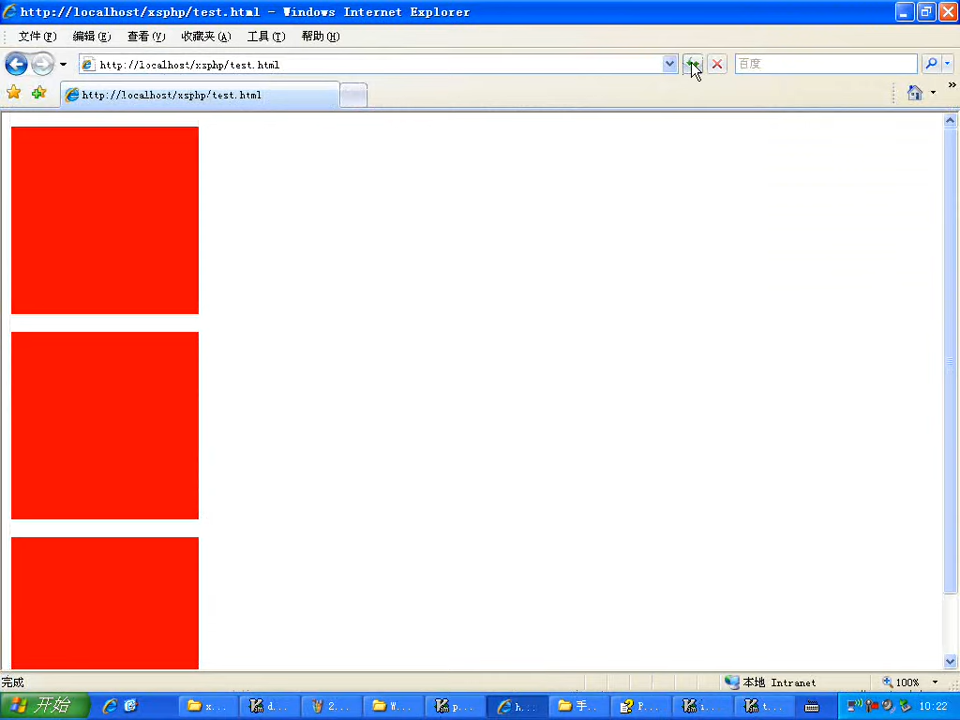 http://localhost/xsphp/test.html - Windows Internet Explorer
文件(F) 编辑(E) 查看(V) 收藏夹(A) 工具(T) 帮助(H)
http://localhost/xsphp/test.html 百度
http://localhost/xsphp/test.html
完成 本地 Intranet 100%
开始 x... d... 2... W... p... h... 手... P... i... t... 10:22